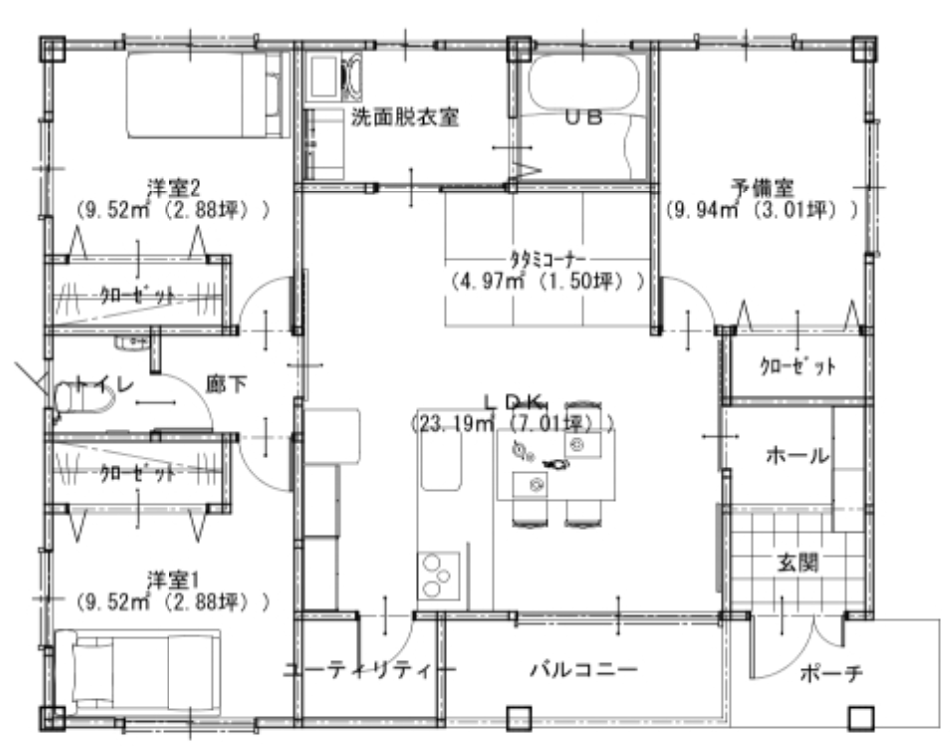 洗面脱衣室
UB
洋室2
(9.52㎡ (2.88坪) )
予備室
(9.94㎡ (3.01坪) )
タタミコーナー
(4.97㎡ (1.50坪) )
クローゼット
クローゼット
トイレ
廊下
LDK
(23.19㎡ (7.01坪) )
ホール
クローゼット
玄関
洋室1
(9.52㎡ (2.88坪) )
ユーティリティー
バルコニー
ポーチ